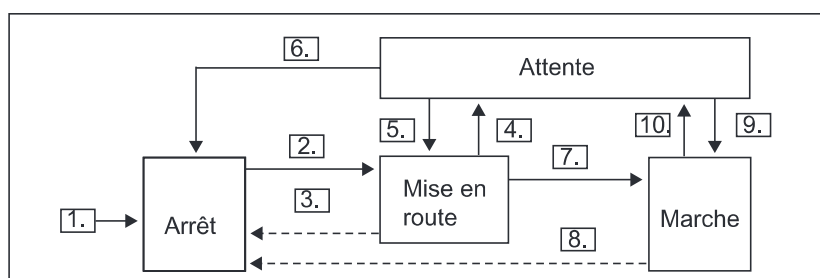 6.
Attente
5.
4.
10.
9.
2.
7.
Mise en
route
3.
1.
Arrêt
Marche
8.